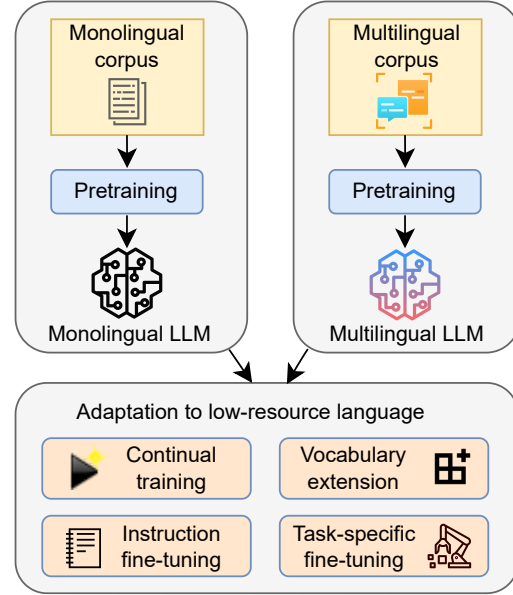 Monolingual
corpus
Pretraining
Monolingual LLM
Multilingual
corpus
Pretraining
Multilingual LLM
Adaptation to low-resource language
Continual
training
Vocabulary
extension
Instruction
fine-tuning
Task-specific
fine-tuning